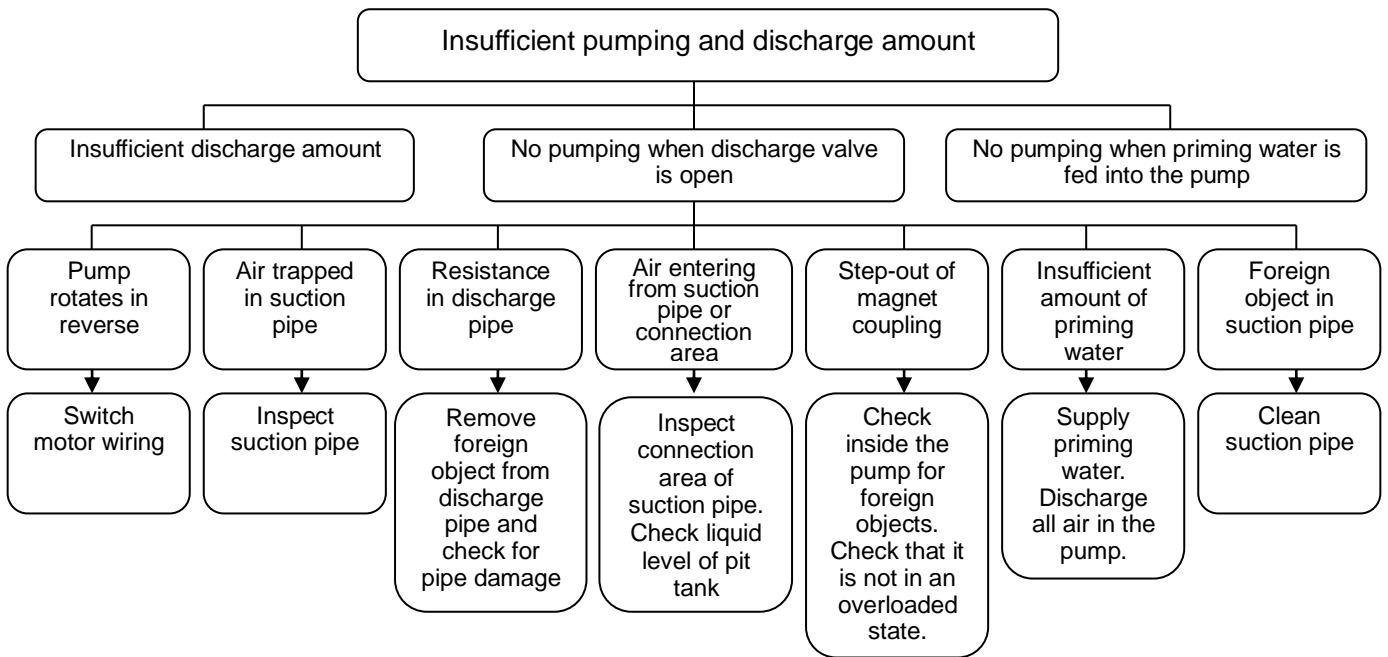 Insufficient pumping and discharge amount
Insufficient discharge amount
No pumping when discharge valve
is open
No pumping when priming water is
fed into the pump
Pump
rotates in
reverse
Air trapped
in suction
pipe
Resistance
in discharge
pipe
Air entering
from suction
pipe or
connection
area
Step-out of
magnet
coupling
Insufficient
amount of
priming
water
Foreign
object in
suction pipe
Switch
motor wiring
Inspect
suction pipe
Remove
foreign
object from
discharge
pipe and
check for
pipe damage
Inspect
connection
area of
suction pipe.
Check liquid
level of pit
tank
Check
inside the
pump for
foreign
objects.
Check that it
is not in an
overloaded
state.
Supply
priming
water.
Discharge
all air in the
pump.
Clean
suction pipe